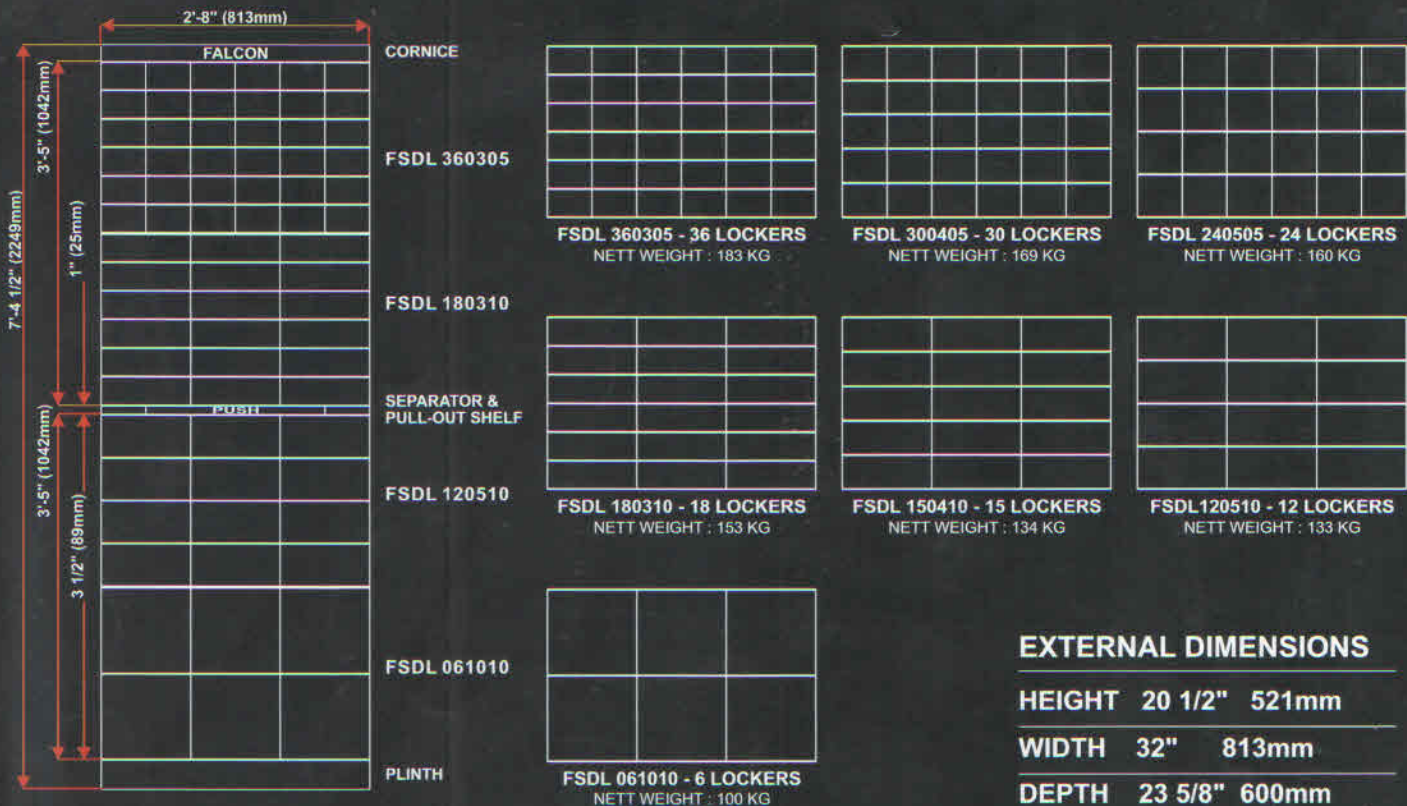 2'-8" (813mm)
FALCON
CORNICE
3'-5" (1042mm)
7'-4 1/2" (2249mm)
1" (25mm)
FSDL 360305
FSDL 180310
SEPARATOR &
PULL-OUT SHELF
PUSH
3'-5" (1042mm)
3 1/2" (89mm)
FSDL 120510
FSDL 061010
PLINTH
FSDL 360305 - 36 LOCKERS
NETT WEIGHT : 183 KG
FSDL 300405 - 30 LOCKERS
NETT WEIGHT : 169 KG
FSDL 240505 - 24 LOCKERS
NETT WEIGHT : 160 KG
FSDL 180310 - 18 LOCKERS
NETT WEIGHT : 153 KG
FSDL 150410 - 15 LOCKERS
NETT WEIGHT : 134 KG
FSDL120510 - 12 LOCKERS
NETT WEIGHT : 133 KG
FSDL 061010 - 6 LOCKERS
NETT WEIGHT : 100 KG
EXTERNAL DIMENSIONS
HEIGHT 20 1/2" 521mm
WIDTH 32" 813mm
DEPTH 23 5/8" 600mm